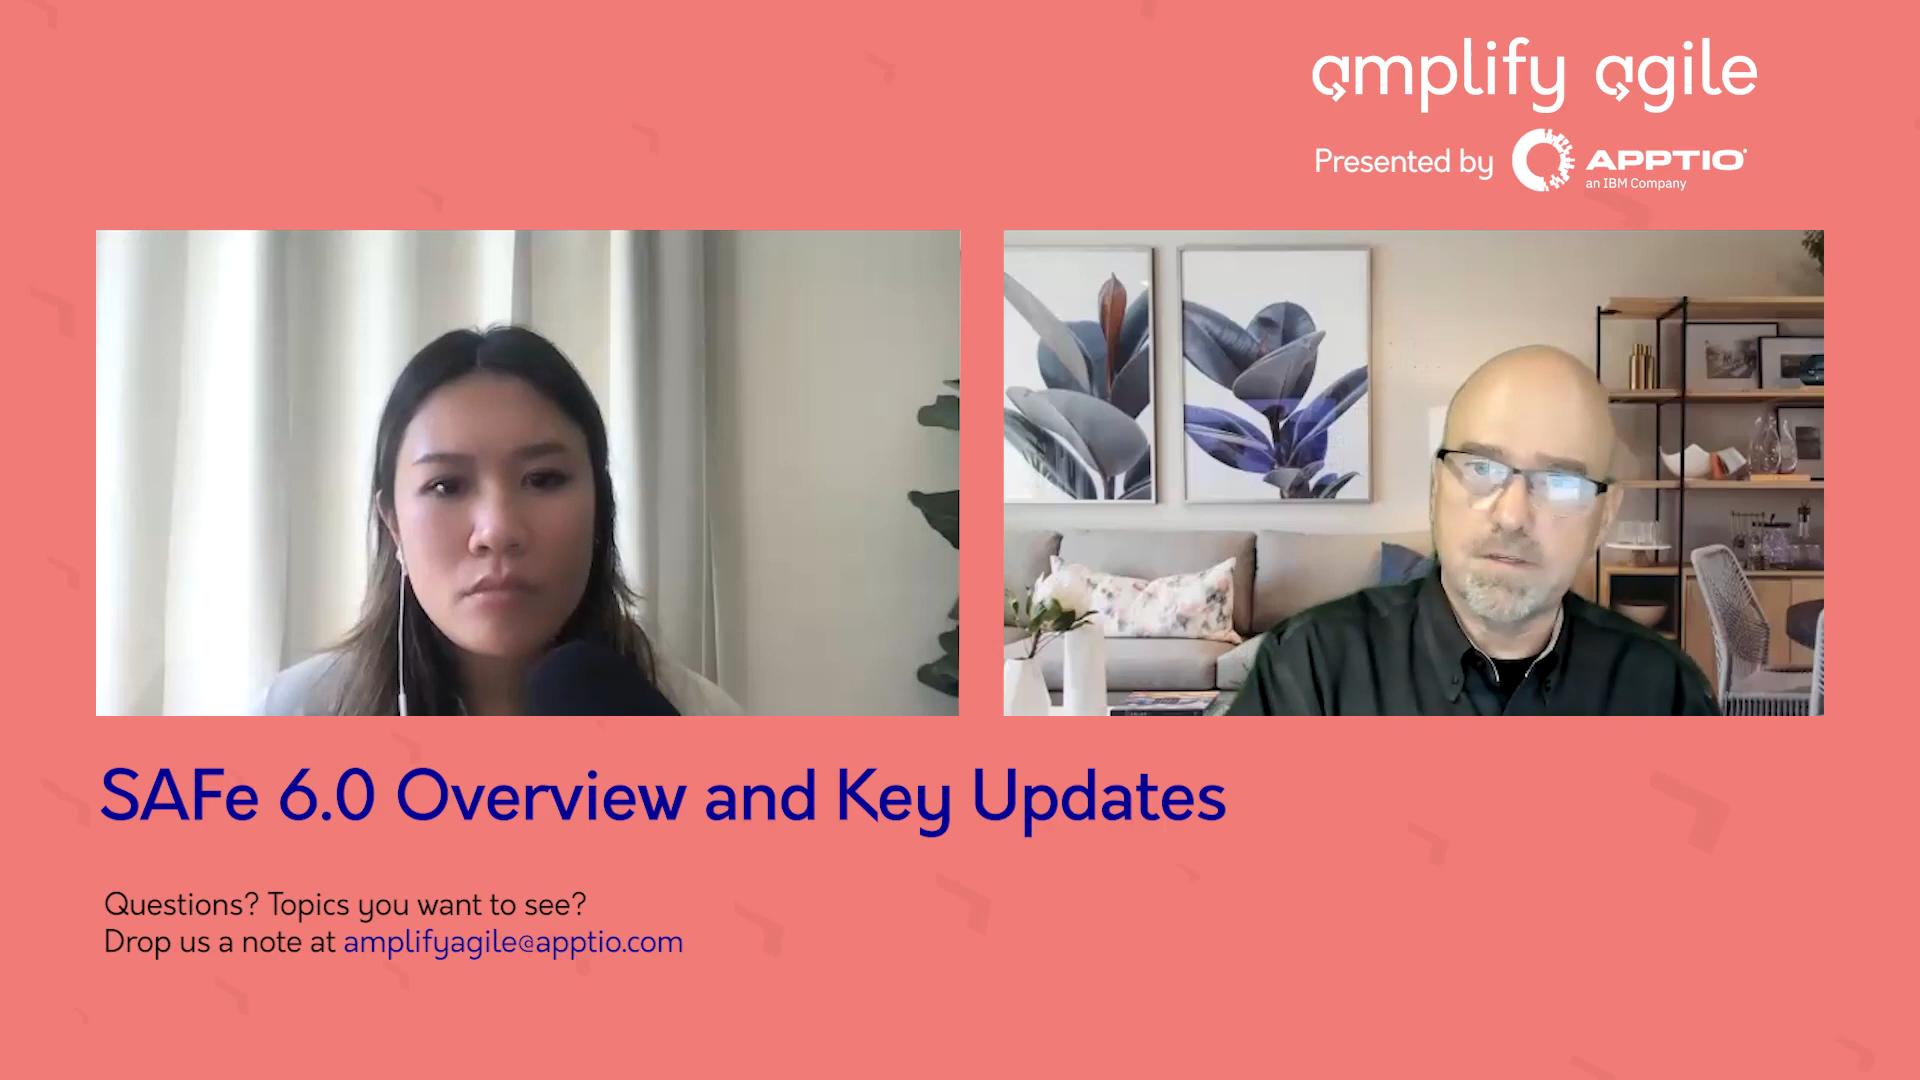 amplify agile
Presented by APPTIO
an IBM Company
SAFe 6.0 Overview and Key Updates
Questions? Topics you want to see?
Drop us a note at amplifyagile@apptio.com